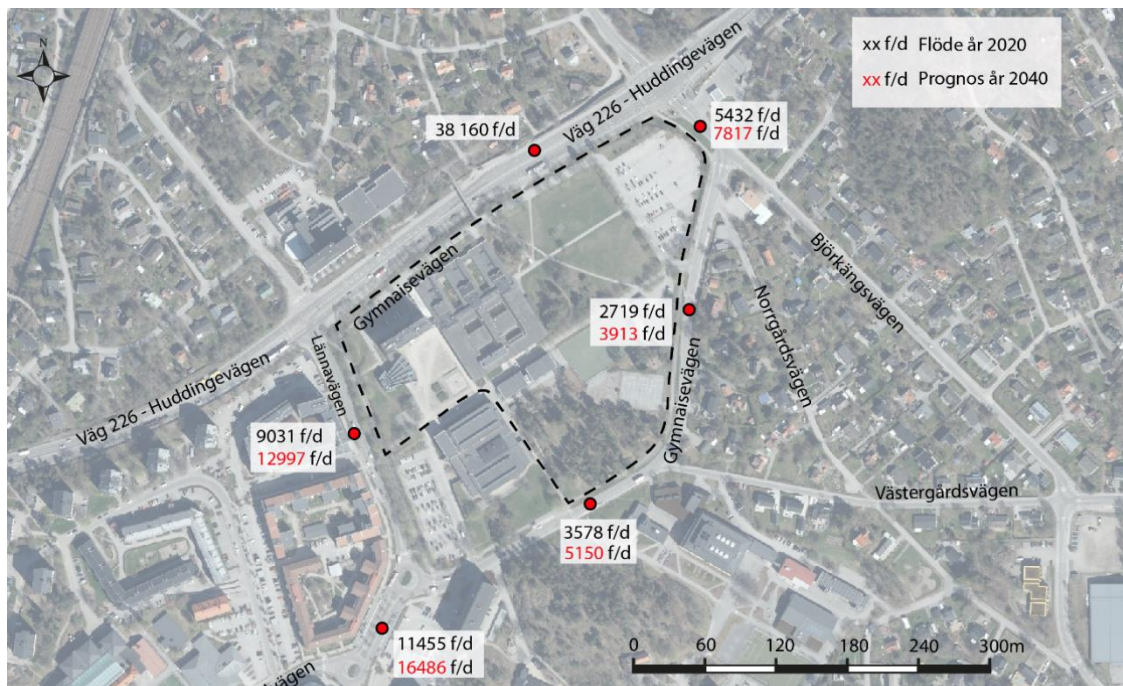 N
xx f/d Flöde år 2020
xx f/d Prognos år 2040
38 160 f/d
Väg 226 - Huddingevägen
5432 f/d
7817 f/d
Björkängsvägen
Gymnaisevägen
2719 f/d
3913 f/d
Norrgårdsvägen
Gymnaisevägen
Lännavägen
Väg 226 - Huddingevägen
9031 f/d
12997 f/d
Västergårdsvägen
3578 f/d
5150 f/d
11455 f/d
16486 f/d
0 60 120 180 240 300m